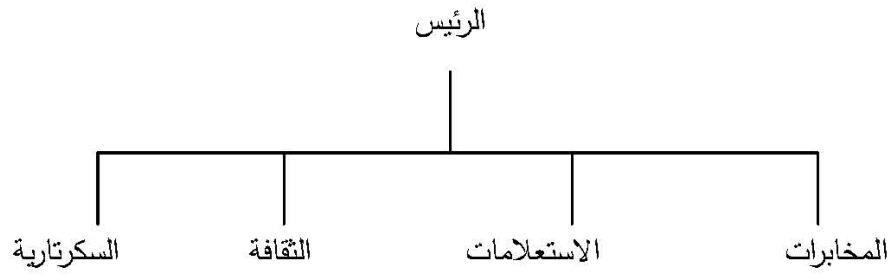 الرئيس
المخابرات
الاستعلامات
الثقافة
السكرتارية